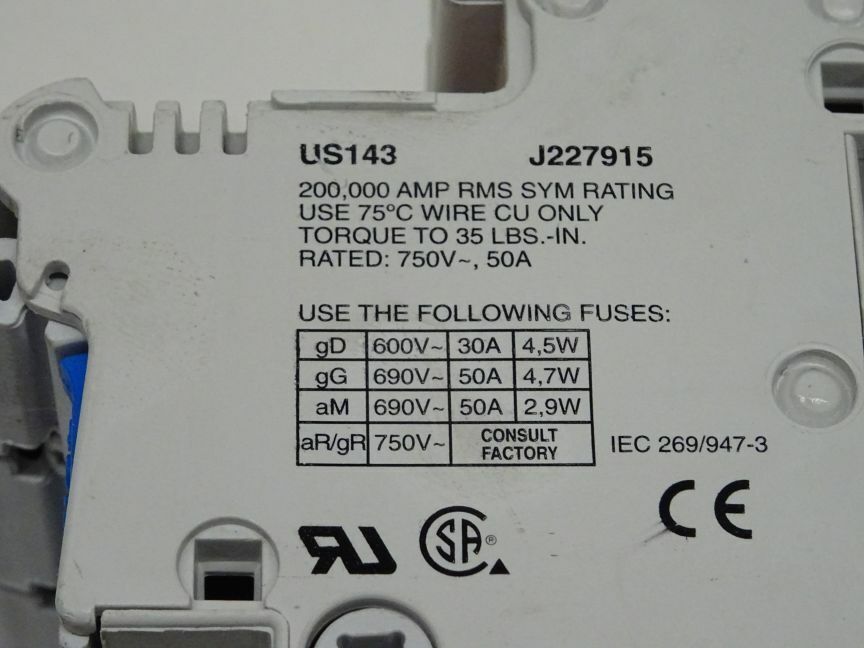 US143 J227915
200,000 AMP RMS SYM RATING
USE 75°C WIRE CU ONLY
TORQUE TO 35 LBS.-IN.
RATED: 750V~, 50A
USE THE FOLLOWING FUSES:
gD 600V~ 30A 4,5W
gG 690V~ 50A 4,7W
aM 690V~ 50A 2,9W
aR/gR 750V~ CONSULT
FACTORY
IEC 269/947-3
CE
RU SA ®